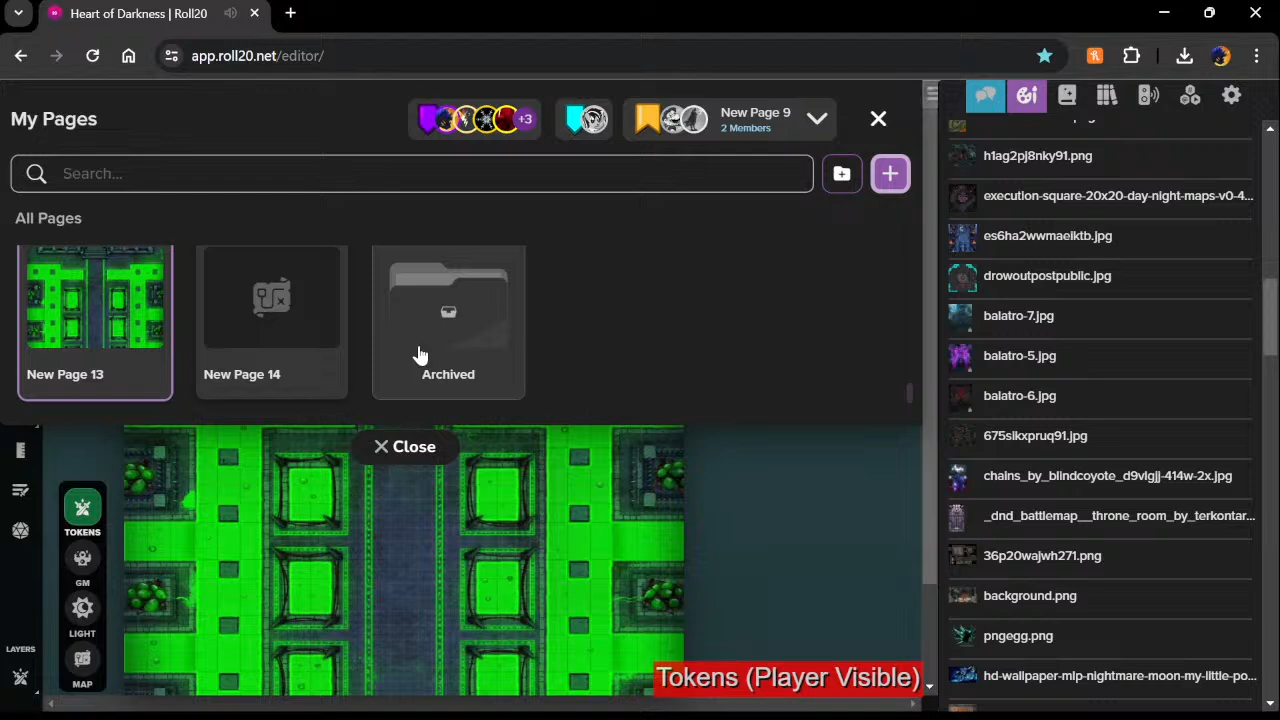 Heart of Darkness | Roll20
app.roll20.net/editor/
My Pages
+3
New Page 9
2 Members
Search...
All Pages
New Page 13
New Page 14
Archived
Close
TOKENS
GM
LIGHT
LAYERS
MAP
Tokens (Player Visible)
h1ag2pj8nky91.png
execution-square-20x20-day-night-maps-v0-4...
es6ha2wwmaeiktb.jpg
drowoutpostpublic.jpg
balatro-7.jpg
balatro-5.jpg
balatro-6.jpg
675slkxpruq91.jpg
chains_by_blindcoyote_d9vlgjj-414w-2x.jpg
_dnd_battlemap__throne_room_by_terkontar...
36p20wajwh271.png
background.png
pngegg.png
hd-wallpaper-mlp-nightmare-moon-my-little-po...